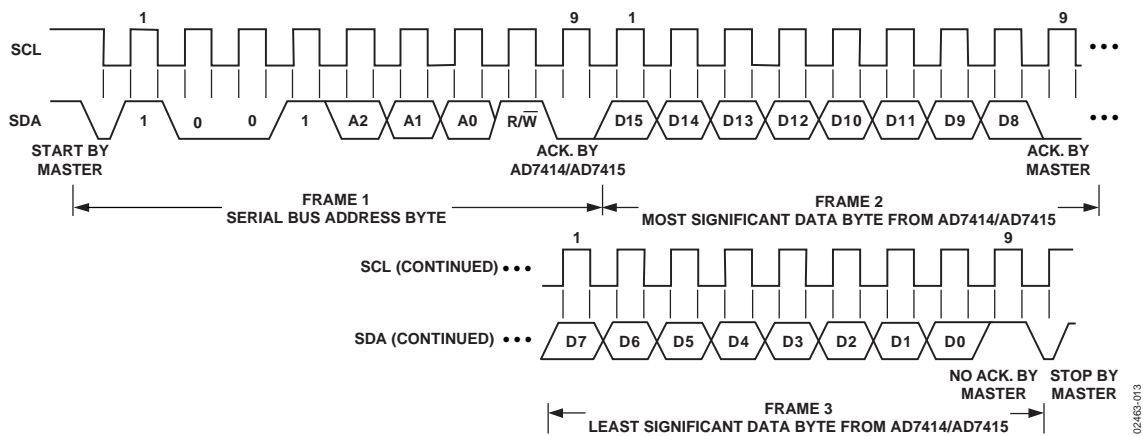 1 9 1 9
SCL
SDA 1 0 0 1 A2 A1 A0 R/W̅ D15 D14 D13 D12 D10 D11 D9 D8
START BY
MASTER
ACK. BY
AD7414/AD7415
ACK. BY
MASTER
FRAME 1
SERIAL BUS ADDRESS BYTE
FRAME 2
MOST SIGNIFICANT DATA BYTE FROM AD7414/AD7415
1 9
SCL (CONTINUED)
SDA (CONTINUED) D7 D6 D5 D4 D3 D2 D1 D0
NO ACK. BY
MASTER
STOP BY
MASTER
FRAME 3
LEAST SIGNIFICANT DATA BYTE FROM AD7414/AD7415
02463-013